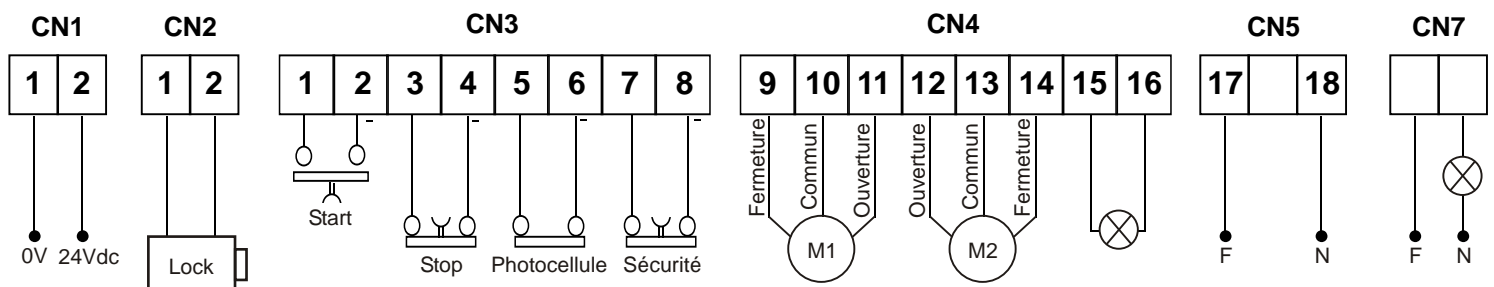 CN1 CN2 CN3 CN4 CN5 CN7
1 2 1 2 1 2 3 4 5 6 7 8 9 10 11 12 13 14 15 16 17 18
- - - -
Fermeture Commun Ouverture Ouverture Commun Fermeture
Start
M1 M2
0V 24Vdc Lock Stop Photocellule Sécurité F N F N